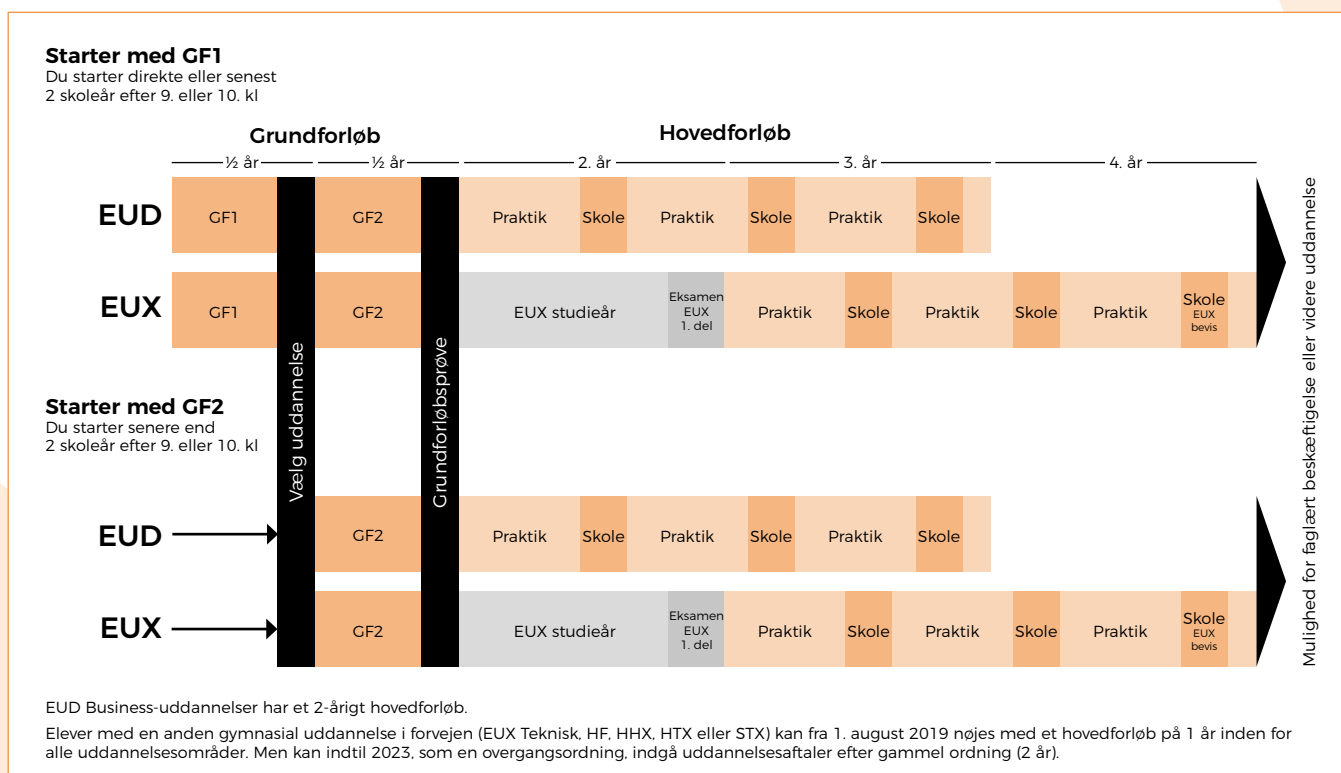 Starter med GF1
Du starter direkte eller senest
2 skoleår efter 9. eller 10. kl
Grundforløb
Hovedforløb
½ år
½ år
2. år
3. år
4. år
EUD
GF1
GF2
Praktik
Skole
Praktik
Skole
Praktik
Skole
EUX
GF1
GF2
EUX studieår
Eksamen
EUX
1. del
Praktik
Skole
Praktik
Skole
Praktik
Skole
EUX
bevis
Vælg uddannelse
Grundforløbsprøve
Mulighed for faglært beskæftigelse eller videre uddannelse
Starter med GF2
Du starter senere end
2 skoleår efter 9. eller 10. kl
EUD
GF2
Praktik
Skole
Praktik
Skole
Praktik
Skole
EUX
GF2
EUX studieår
Eksamen
EUX
1. del
Praktik
Skole
Praktik
Skole
Praktik
Skole
EUX
bevis
EUD Business-uddannelser har et 2-årigt hovedforløb.
Elever med en anden gymnasial uddannelse i forvejen (EUX Teknisk, HF, HHX, HTX eller STX) kan fra 1. august 2019 nøjes med et hovedforløb på 1 år inden for
alle uddannelsesområder. Men kan indtil 2023, som en overgangsordning, indgå uddannelsesaftaler efter gammel ordning (2 år).